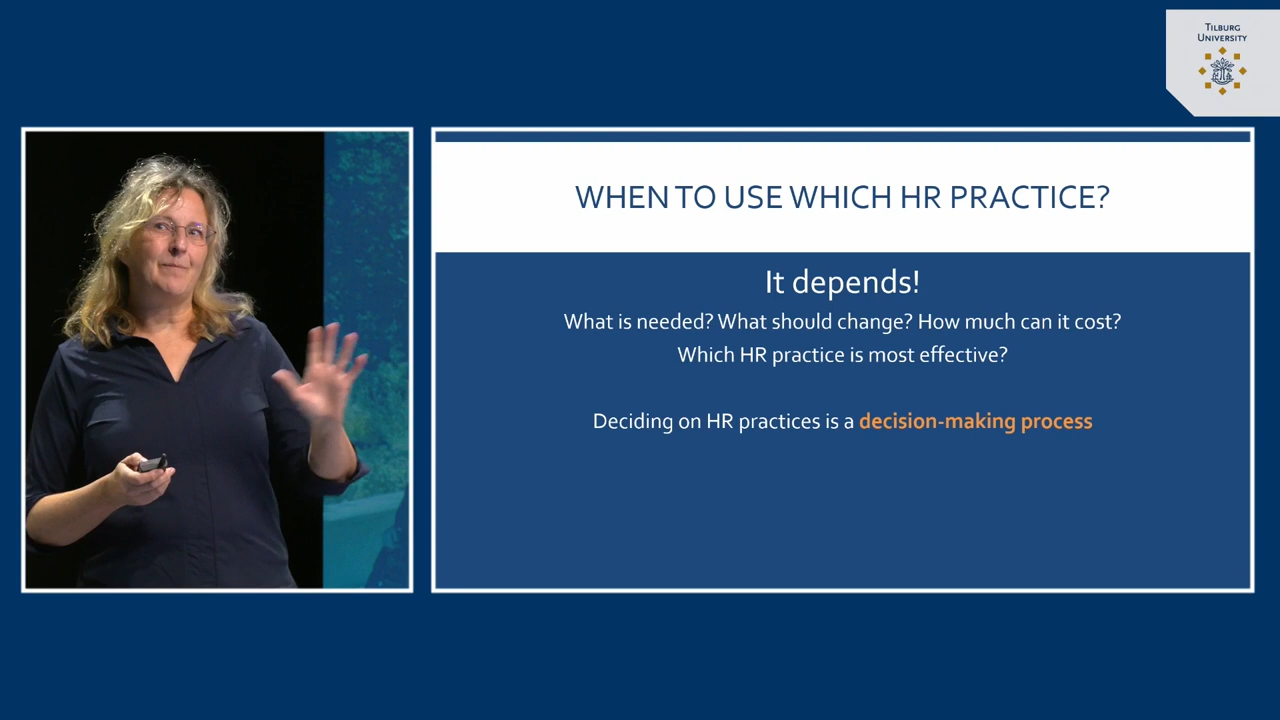 TILBURG
UNIVERSITY
WHEN TO USE WHICH HR PRACTICE?
It depends!
What is needed? What should change? How much can it cost?
Which HR practice is most effective?
Deciding on HR practices is a decision-making process